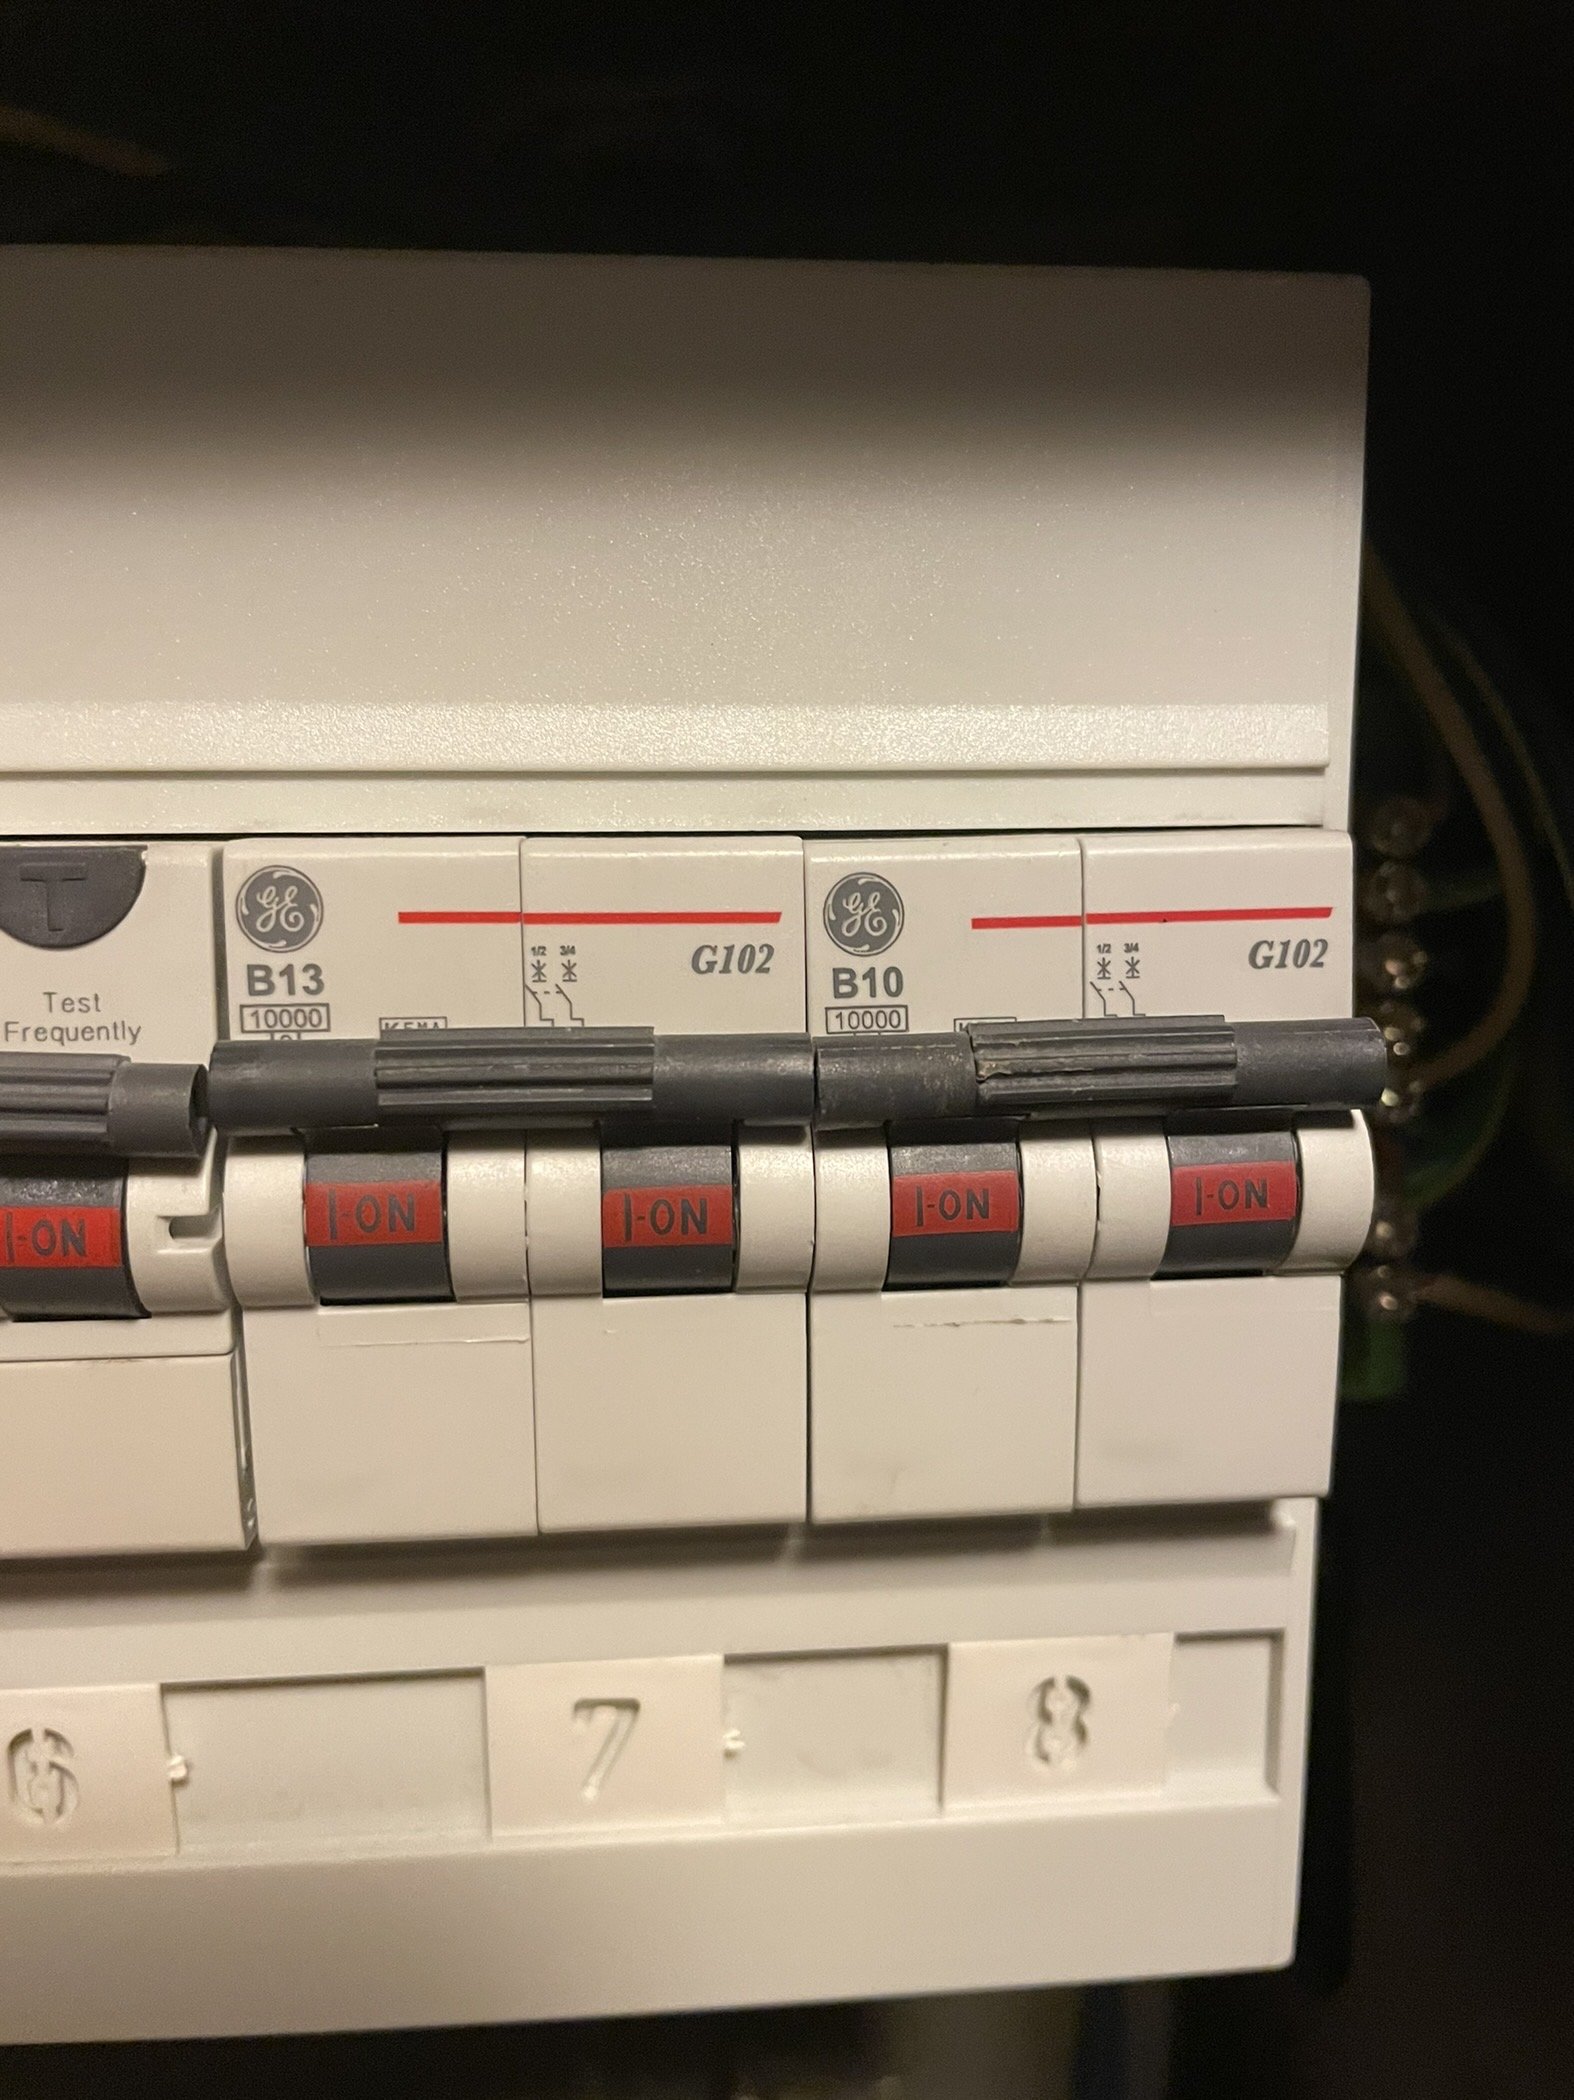 T
Test
Frequently
I-ON
GE
B13
10000
1/2 3/4
G102
I-ON
I-ON
GE
B10
10000
1/2 3/4
G102
I-ON
I-ON
6
7
8